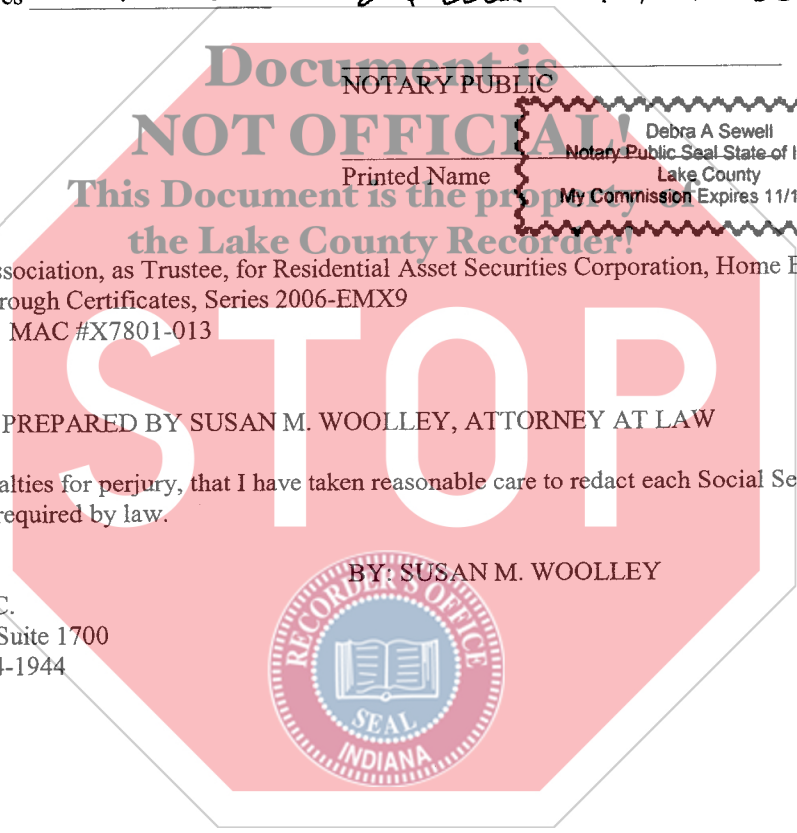 Document is
NOTARY PUBLIC
NOT OFFICIAL!
Debra A Sewell
Notary Public Seal State of
Printed Name
Lake County
This Document is the property of
My Commission Expires 11/1
the Lake County Recorder!
ssociation, as Trustee, for Residential Asset Securities Corporation, Home E
rough Certificates, Series 2006-EMX9
MAC #X7801-013
STOP
PREPARED BY SUSAN M. WOOLLEY, ATTORNEY AT LAW
alties for perjury, that I have taken reasonable care to redact each Social Se
required by law.
BY: SUSAN M. WOOLLEY
C.
Suite 1700
4-1944
RECORDER'S OFFICE
SEAL
INDIANA